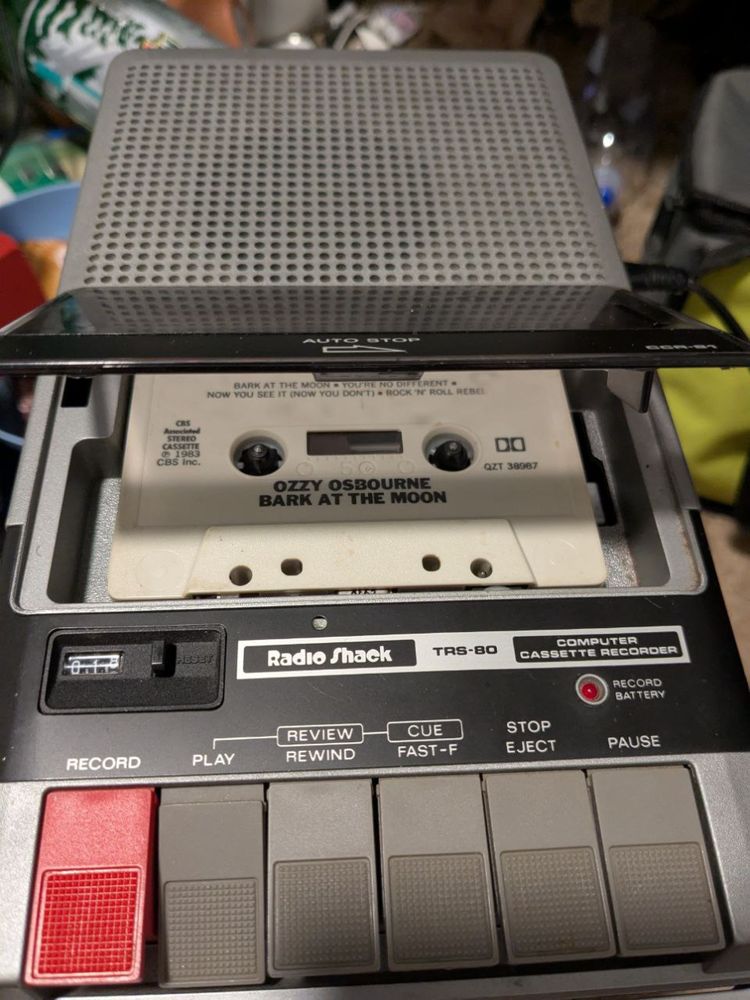 AUTO STOP
CCR-81
BARK AT THE MOON • YOU'RE NO DIFFERENT •
NOW YOU SEE IT (NOW YOU DON'T) • ROCK 'N' ROLL REBEL
CBS
Associated
STEREO
CASSETTE
℗ 1983
CBS Inc.
QZT 38987
OZZY OSBOURNE
BARK AT THE MOON
018
RESET
Radio Shack
TRS-80
COMPUTER
CASSETTE RECORDER
RECORD
BATTERY
RECORD
PLAY
REVIEW
REWIND
CUE
FAST-F
STOP
EJECT
PAUSE